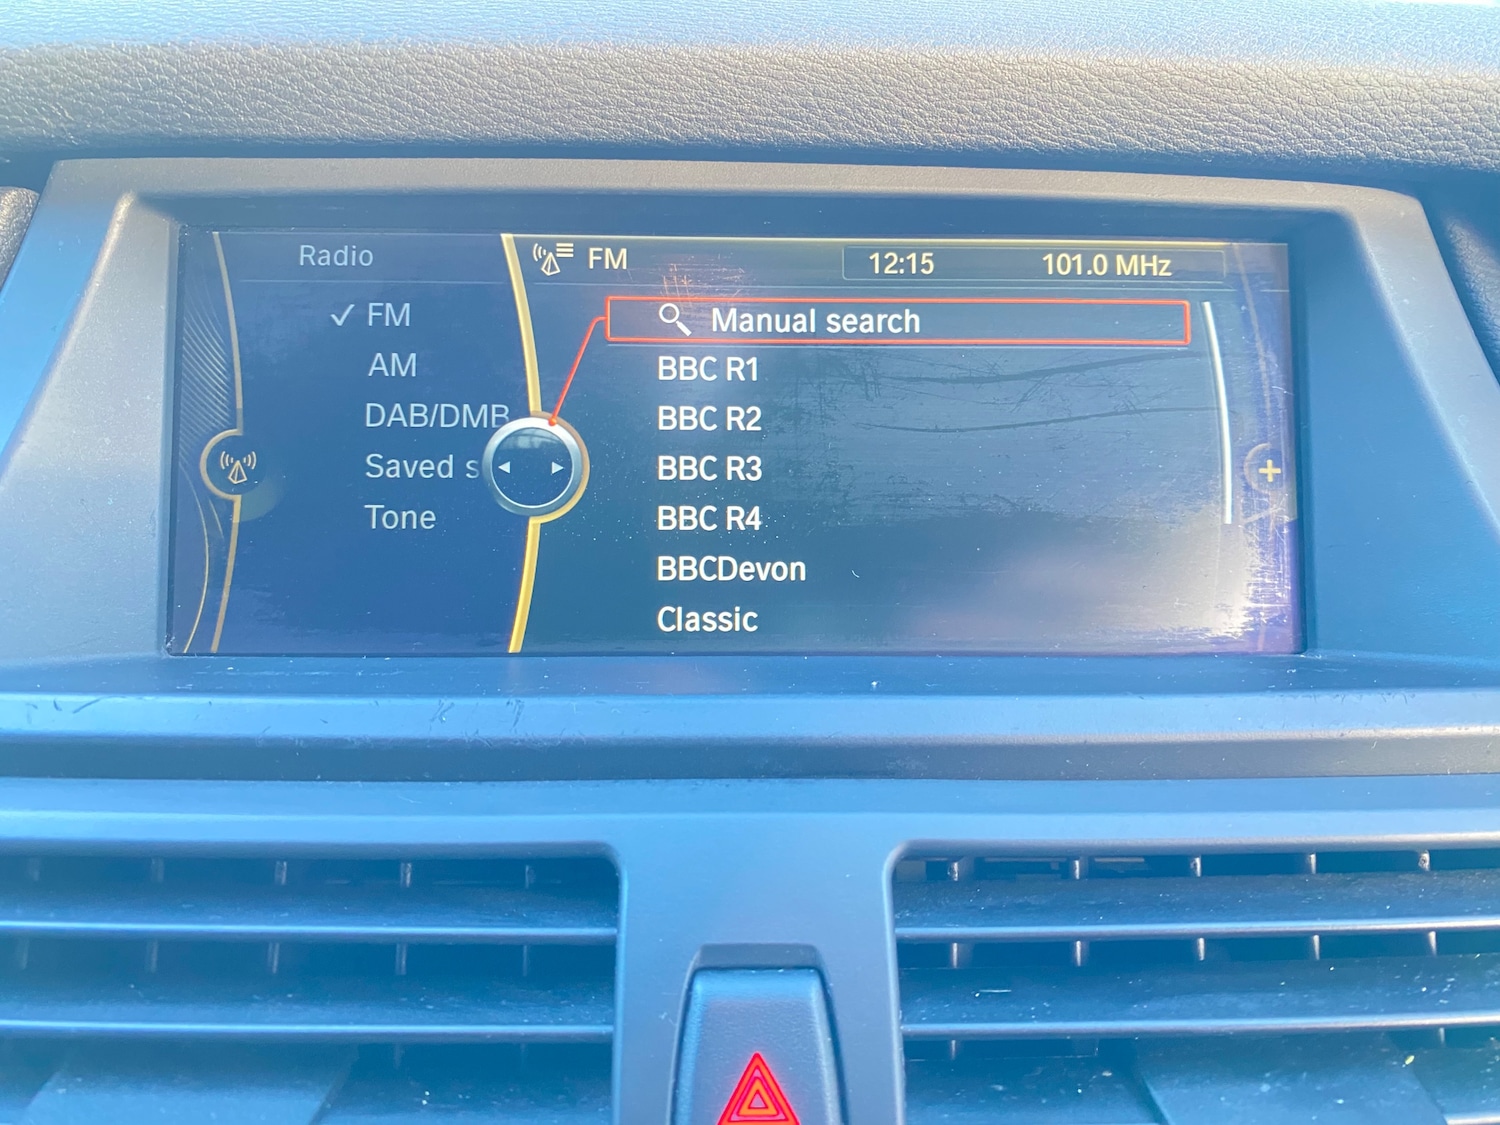 Radio
FM
AM
DAB/DMB
Saved s
Tone
FM 12:15 101.0 MHz
Manual search
BBC R1
BBC R2
BBC R3
BBC R4
BBCDevon
Classic